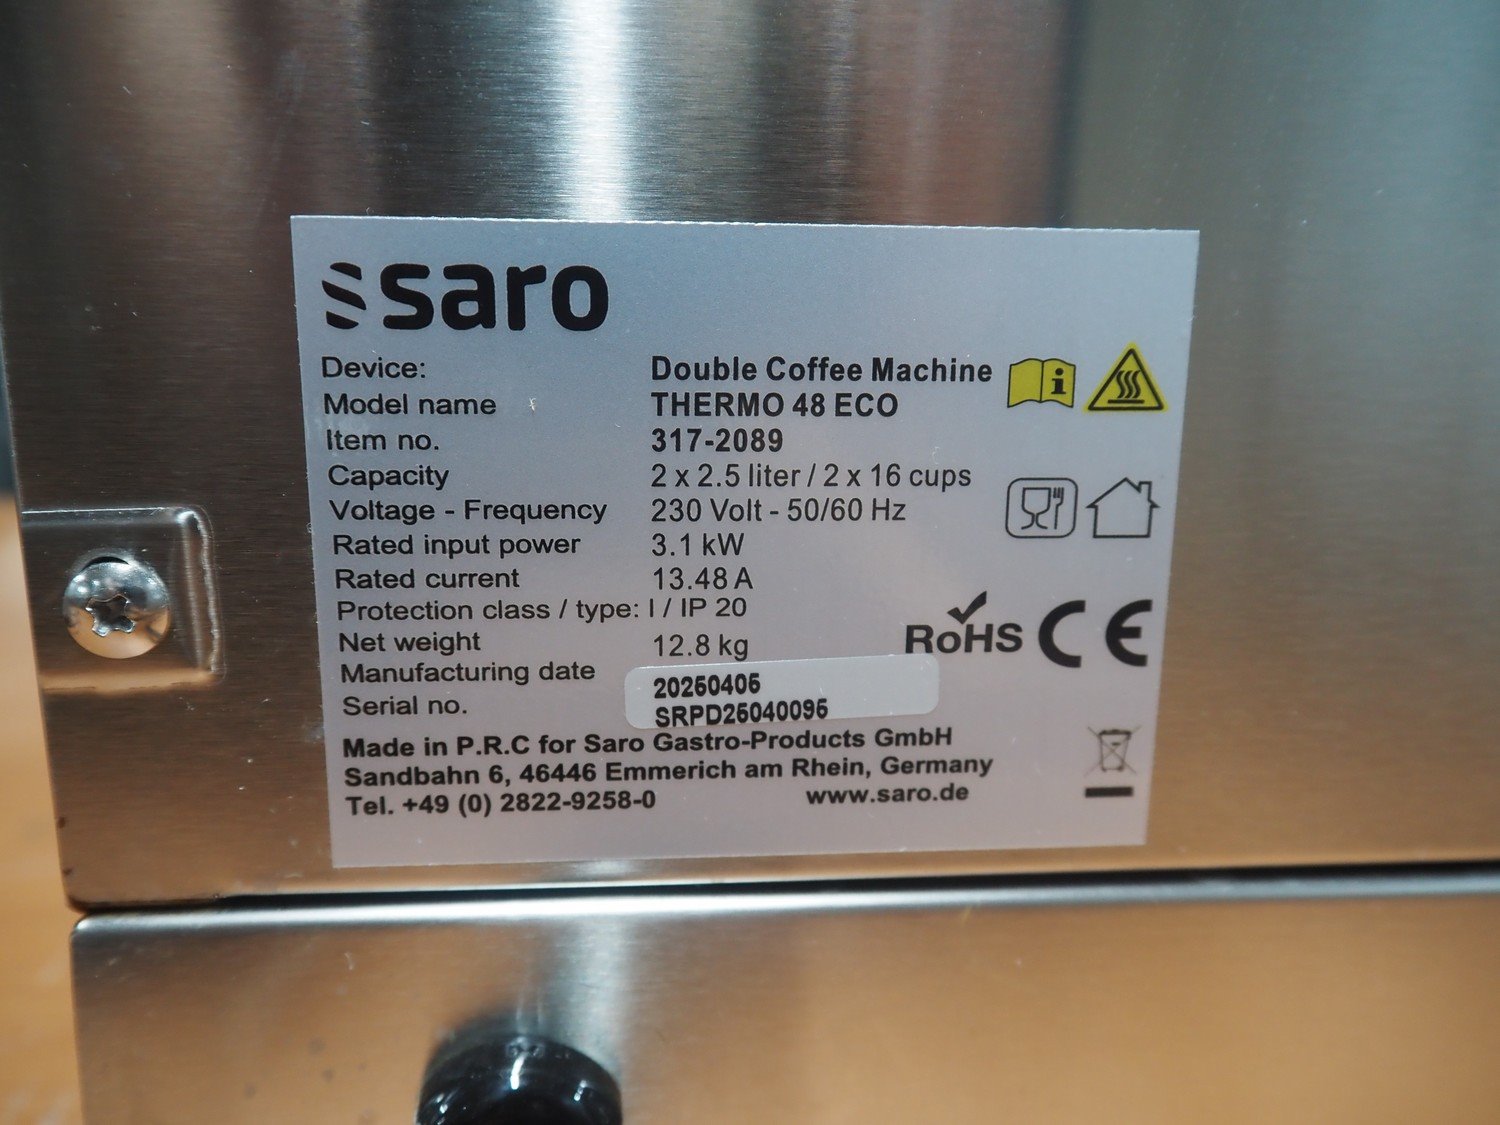 saro
Device: Double Coffee Machine
Model name THERMO 48 ECO
Item no. 317-2089
Capacity 2 x 2.5 liter / 2 x 16 cups
Voltage - Frequency 230 Volt - 50/60 Hz
Rated input power 3.1 kW
Rated current 13.48 A
Protection class / type: I / IP 20
Net weight 12.8 kg
RoHS CE
Manufacturing date 20250405
Serial no. SRPD25040095
Made in P.R.C for Saro Gastro-Products GmbH
Sandbahn 6, 46446 Emmerich am Rhein, Germany
Tel. +49 (0) 2822-9258-0 www.saro.de